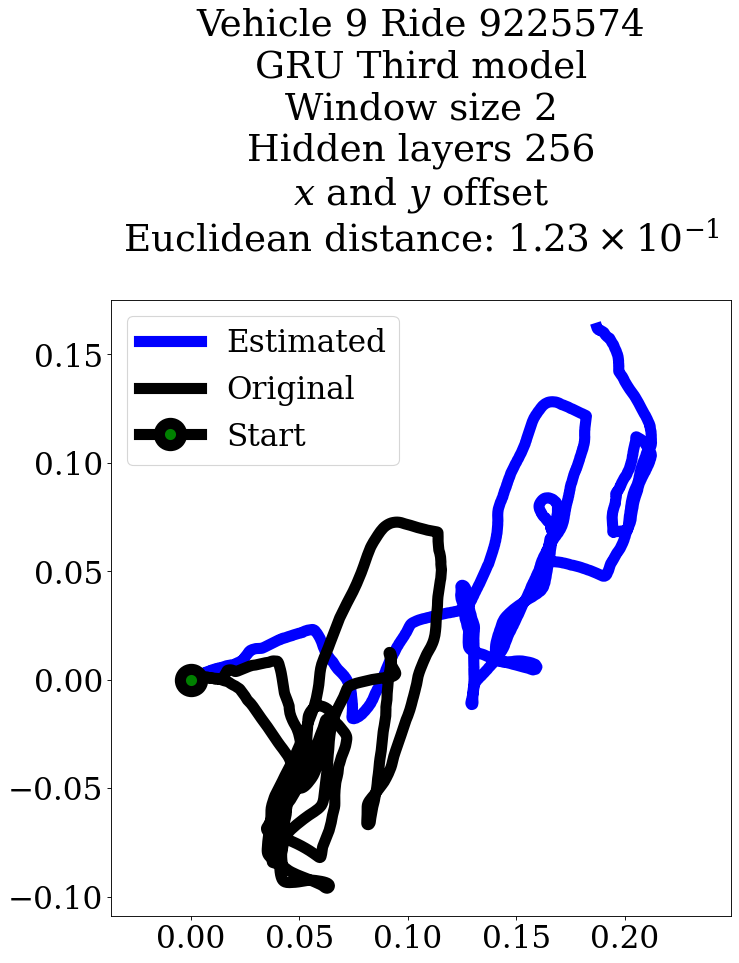 Vehicle 9 Ride 9225574
GRU Third model
Window size 2
Hidden layers 256
x and y offset
Euclidean distance: 1.23 × 10⁻¹
Estimated
Original
Start
0.15
0.10
0.05
0.00
−0.05
−0.10
0.00 0.05 0.10 0.15 0.20